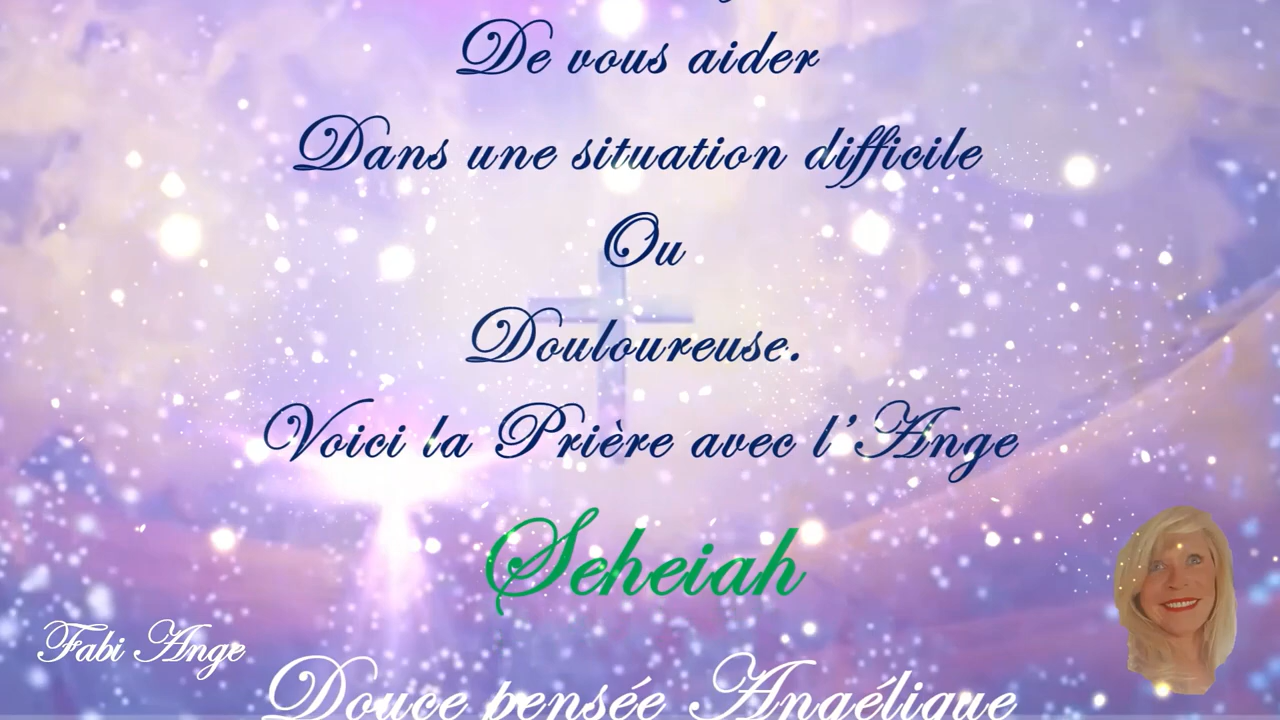 De vous aider
Dans une situation difficile
Ou
Douloureuse.
Voici la Prière avec l'Ange
Seheiah
Fabi Ange
Douce pensée Angélique